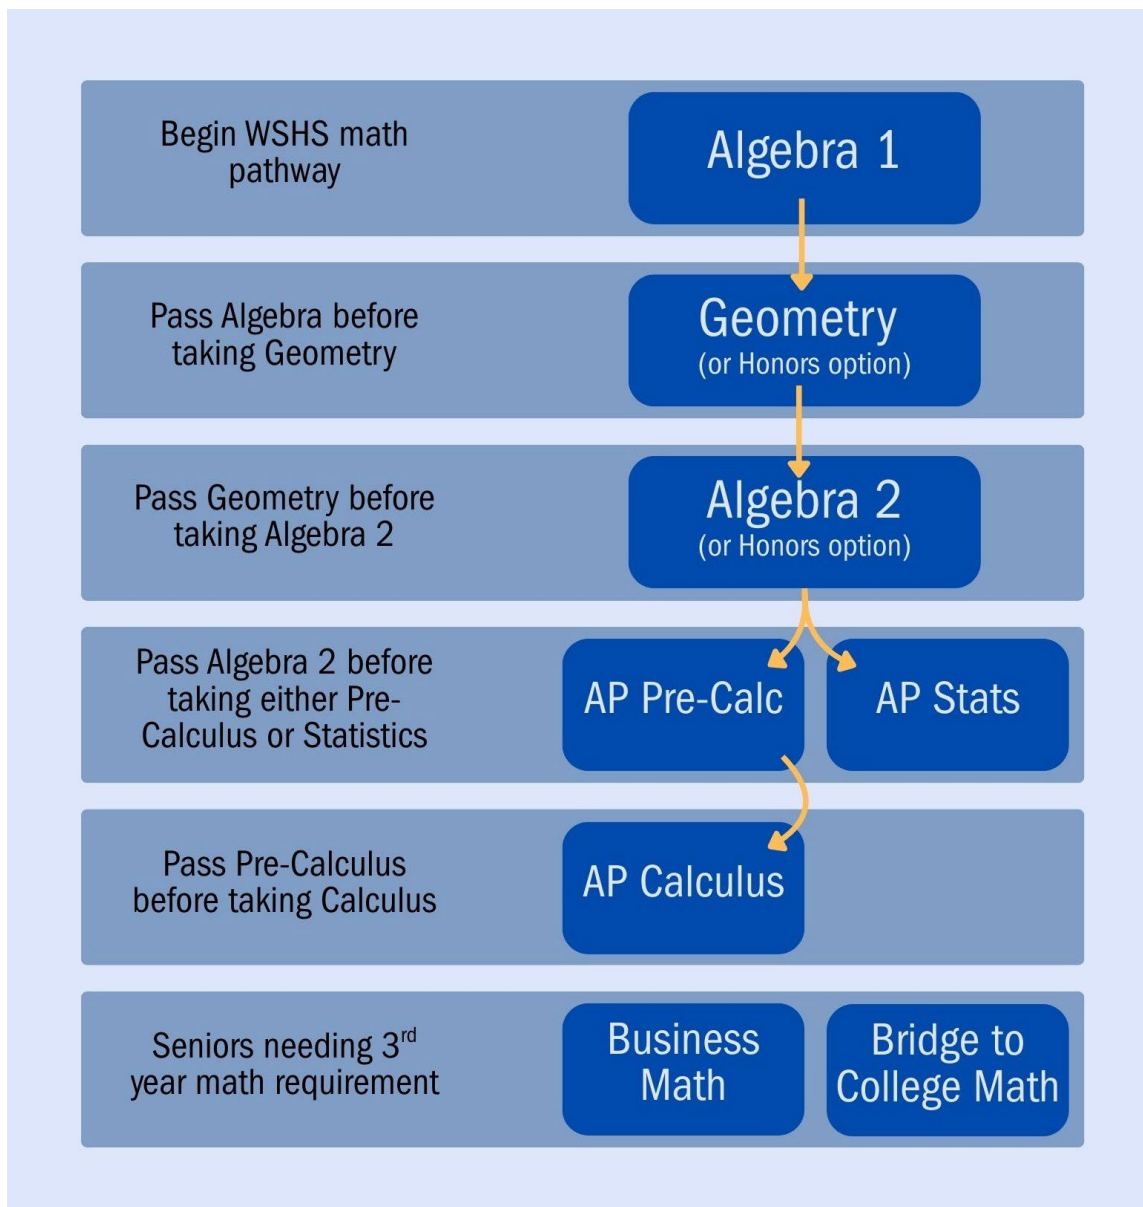 Begin WSHS math
pathway
Algebra 1
Pass Algebra before
taking Geometry
Geometry
(or Honors option)
Pass Geometry before
taking Algebra 2
Algebra 2
(or Honors option)
Pass Algebra 2 before
taking either Pre-
Calculus or Statistics
AP Pre-Calc
AP Stats
Pass Pre-Calculus
before taking Calculus
AP Calculus
Seniors needing 3rd
year math requirement
Business
Math
Bridge to
College Math